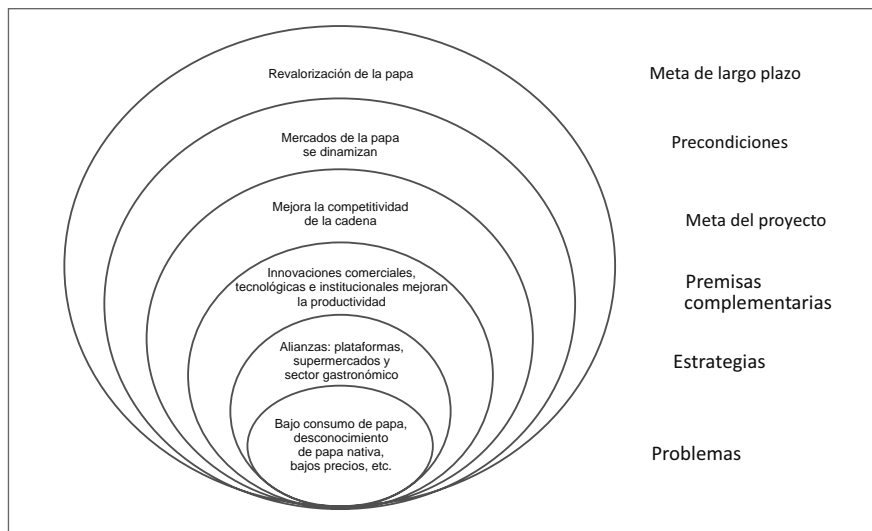 Revalorización de la papa
Meta de largo plazo
Mercados de la papa
se dinamizan
Precondiciones
Mejora la competitividad
de la cadena
Meta del proyecto
Innovaciones comerciales,
tecnológicas e institucionales mejoran
la productividad
Premisas
complementarias
Alianzas: plataformas,
supermercados y
sector gastronómico
Estrategias
Bajo consumo de papa,
desconocimiento
de papa nativa,
bajos precios, etc.
Problemas